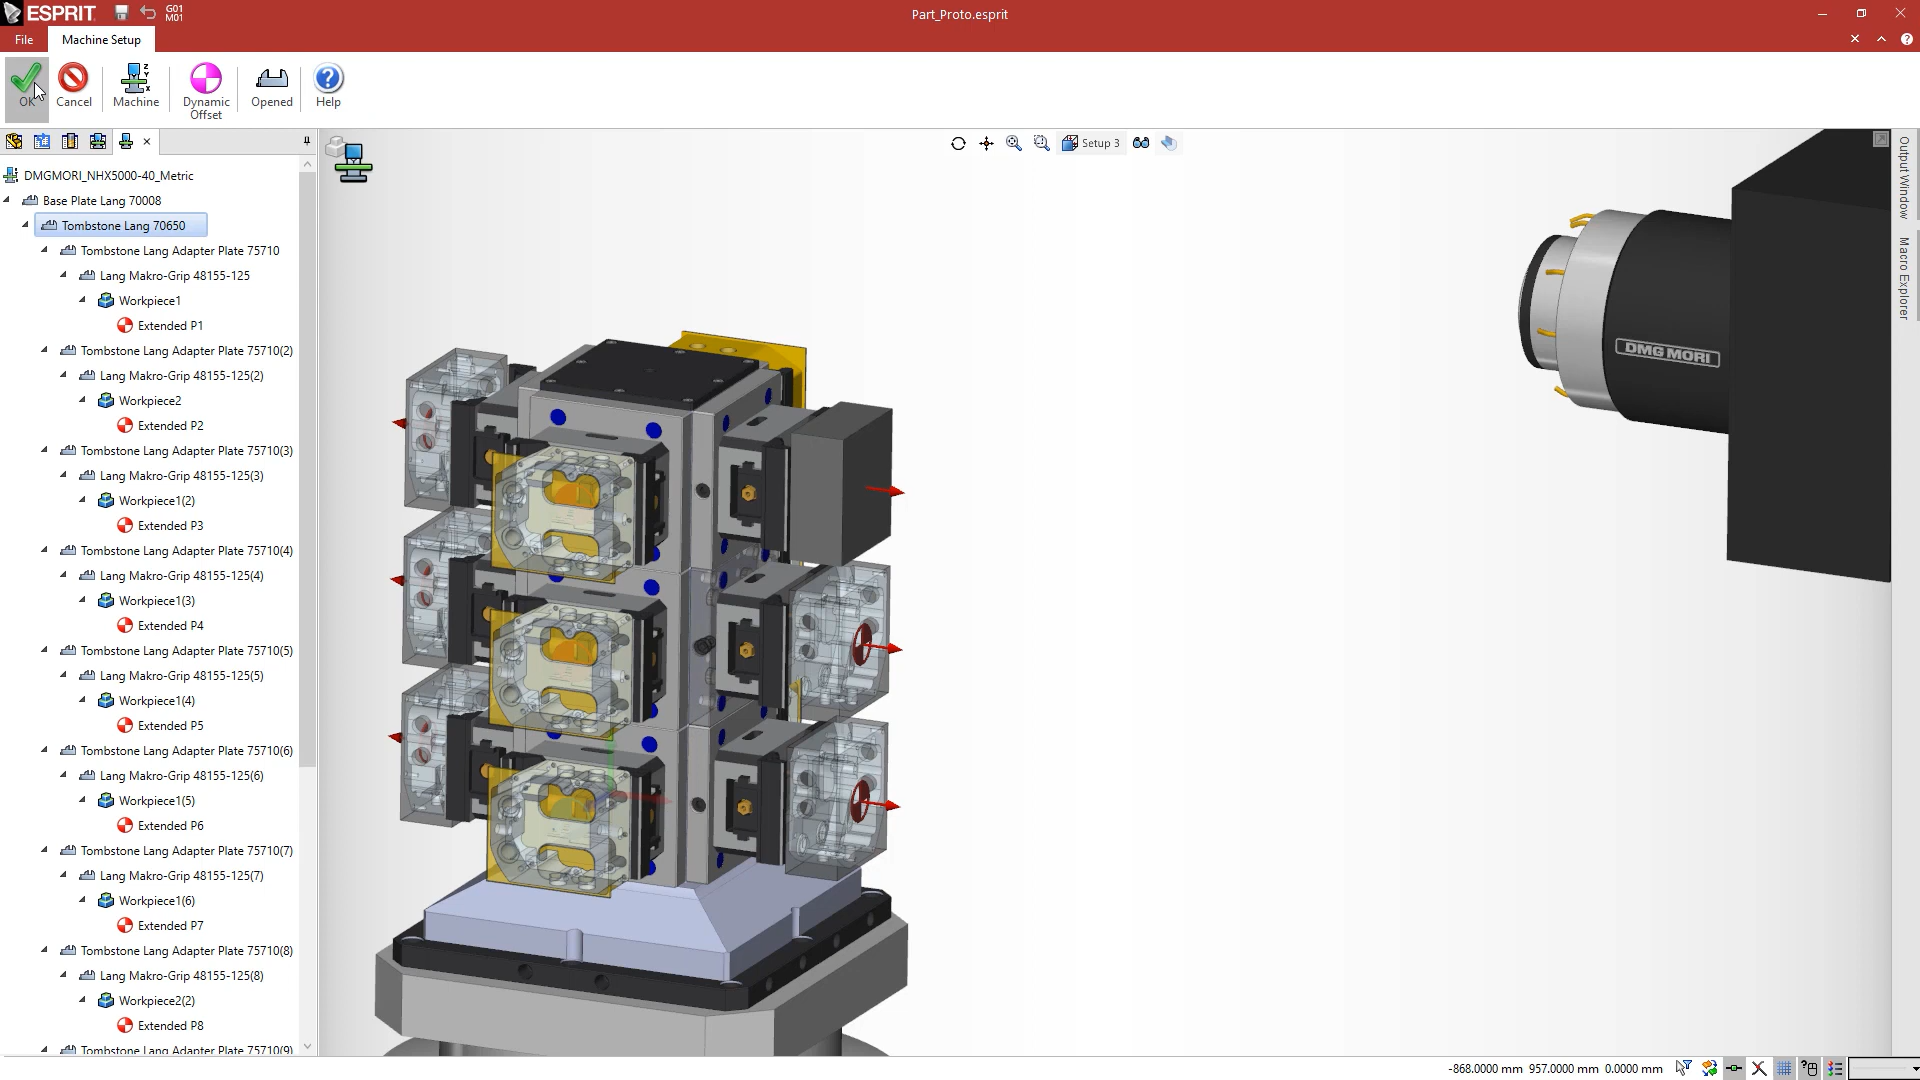 ESPRIT
G01
M01
Part_Proto.esprit
File
Machine Setup
OK
Cancel
Machine
Dynamic
Offset
Opened
Help
Setup 3
DMGMORI_NHX5000-40_Metric
Base Plate Lang 70008
Tombstone Lang 70650
Tombstone Lang Adapter Plate 75710
Lang Makro-Grip 48155-125
Workpiece1
Extended P1
Tombstone Lang Adapter Plate 75710(2)
Lang Makro-Grip 48155-125(2)
Workpiece2
Extended P2
Tombstone Lang Adapter Plate 75710(3)
Lang Makro-Grip 48155-125(3)
Workpiece1(2)
Extended P3
Tombstone Lang Adapter Plate 75710(4)
Lang Makro-Grip 48155-125(4)
Workpiece1(3)
Extended P4
Tombstone Lang Adapter Plate 75710(5)
Lang Makro-Grip 48155-125(5)
Workpiece1(4)
Extended P5
Tombstone Lang Adapter Plate 75710(6)
Lang Makro-Grip 48155-125(6)
Workpiece1(5)
Extended P6
Tombstone Lang Adapter Plate 75710(7)
Lang Makro-Grip 48155-125(7)
Workpiece1(6)
Extended P7
Tombstone Lang Adapter Plate 75710(8)
Lang Makro-Grip 48155-125(8)
Workpiece2(2)
Extended P8
Tombstone Lang Adapter Plate 75710(9)
DMG MORI
Output Window
Macro Explorer
-868.0000 mm 957.0000 mm 0.0000 mm